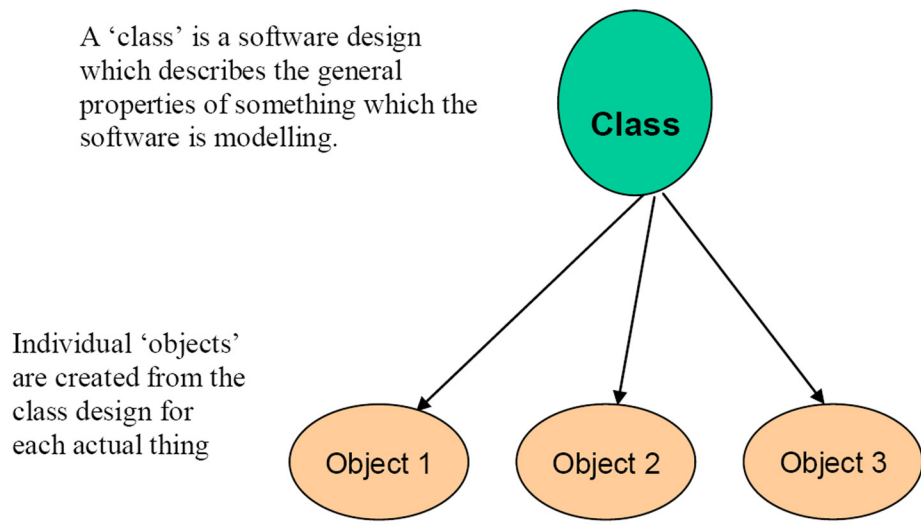 A ‘class’ is a software design
which describes the general
properties of something which the
software is modelling.
Class
Individual ‘objects’
are created from the
class design for
each actual thing
Object 1
Object 2
Object 3